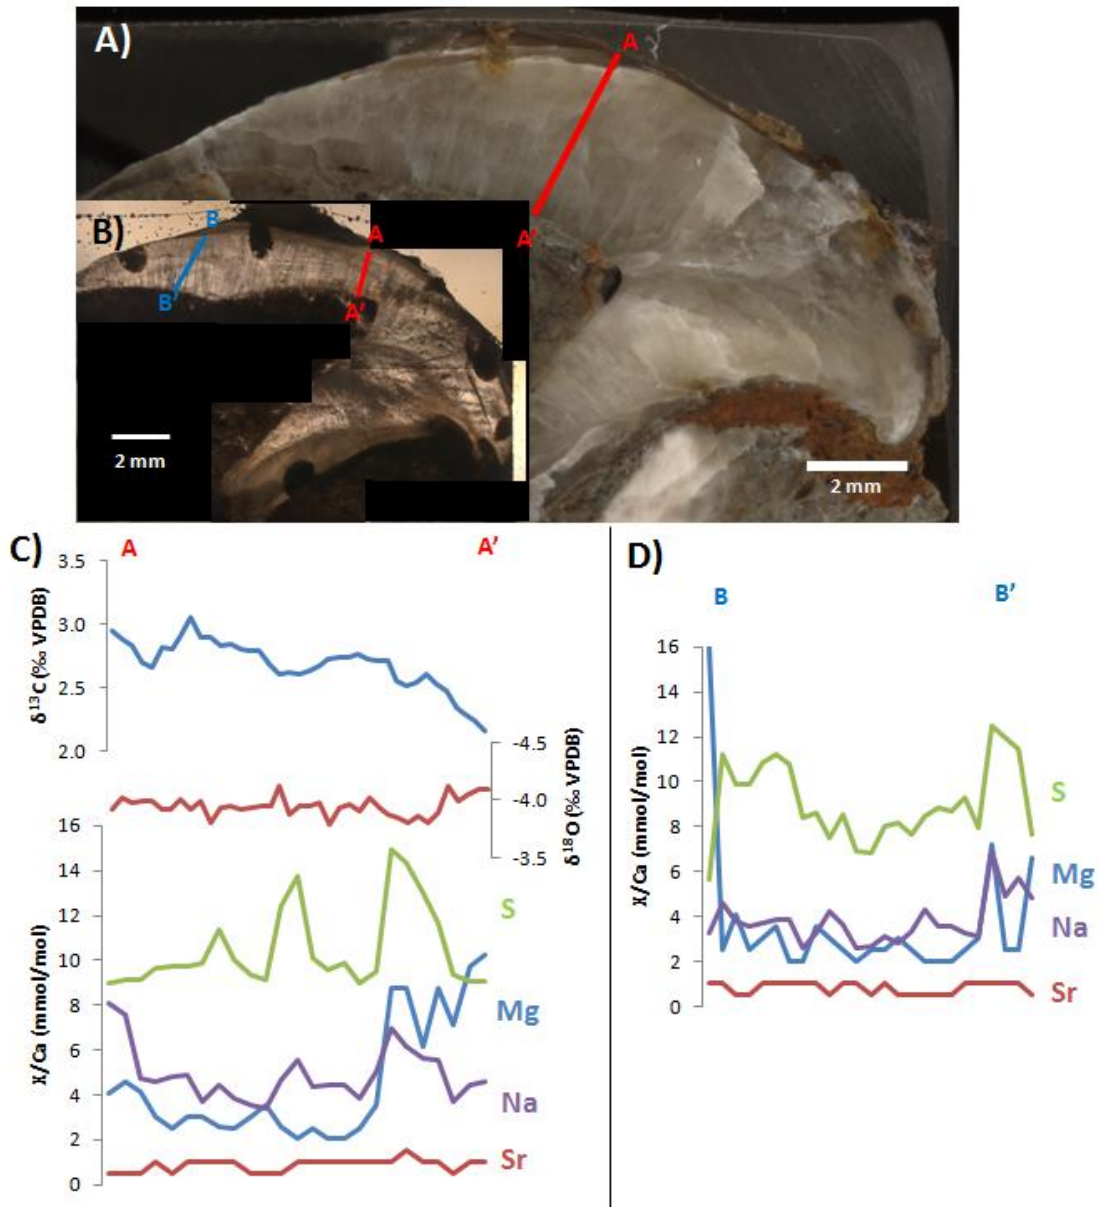 A)
A
A'
B)
B
B'
A
A'
2 mm
2 mm
C)
A
A'
3.5
3.0
2.5
2.0
δ¹³C (‰ VPDB)
-4.5
-4.0
-3.5
δ¹⁸O (‰ VPDB)
16
14
12
10
8
6
4
2
0
X/Ca (mmol/mol)
S
Mg
Na
Sr
D)
B
B'
16
14
12
10
8
6
4
2
0
X/Ca (mmol/mol)
S
Mg
Na
Sr